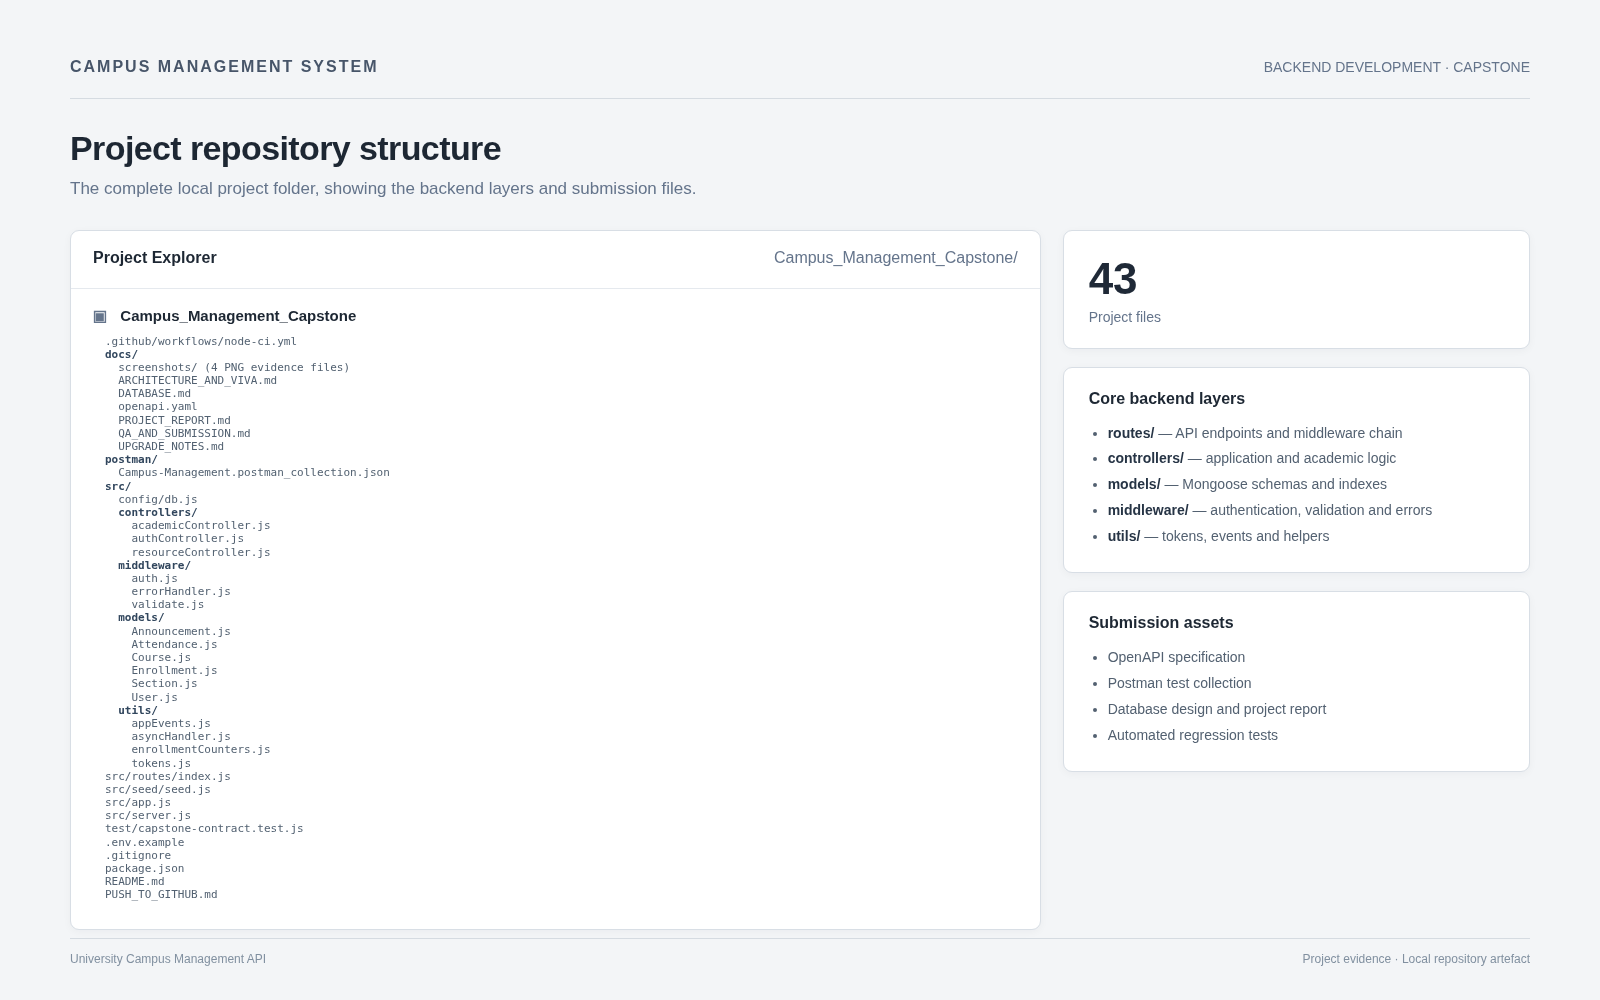 CAMPUS MANAGEMENT SYSTEM
BACKEND DEVELOPMENT · CAPSTONE
Project repository structure
The complete local project folder, showing the backend layers and submission files.
Project Explorer
Campus_Management_Capstone/
▣ Campus_Management_Capstone
.github/workflows/node-ci.yml
docs/
screenshots/ (4 PNG evidence files)
ARCHITECTURE_AND_VIVA.md
DATABASE.md
openapi.yaml
PROJECT_REPORT.md
QA_AND_SUBMISSION.md
UPGRADE_NOTES.md
postman/
Campus-Management.postman_collection.json
src/
config/db.js
controllers/
academicController.js
authController.js
resourceController.js
middleware/
auth.js
errorHandler.js
validate.js
models/
Announcement.js
Attendance.js
Course.js
Enrollment.js
Section.js
User.js
utils/
appEvents.js
asyncHandler.js
enrollmentCounters.js
tokens.js
src/routes/index.js
src/seed/seed.js
src/app.js
src/server.js
test/capstone-contract.test.js
.env.example
.gitignore
package.json
README.md
PUSH_TO_GITHUB.md
43
Project files
Core backend layers
• routes/ — API endpoints and middleware chain
• controllers/ — application and academic logic
• models/ — Mongoose schemas and indexes
• middleware/ — authentication, validation and errors
• utils/ — tokens, events and helpers
Submission assets
• OpenAPI specification
• Postman test collection
• Database design and project report
• Automated regression tests
University Campus Management API
Project evidence · Local repository artefact